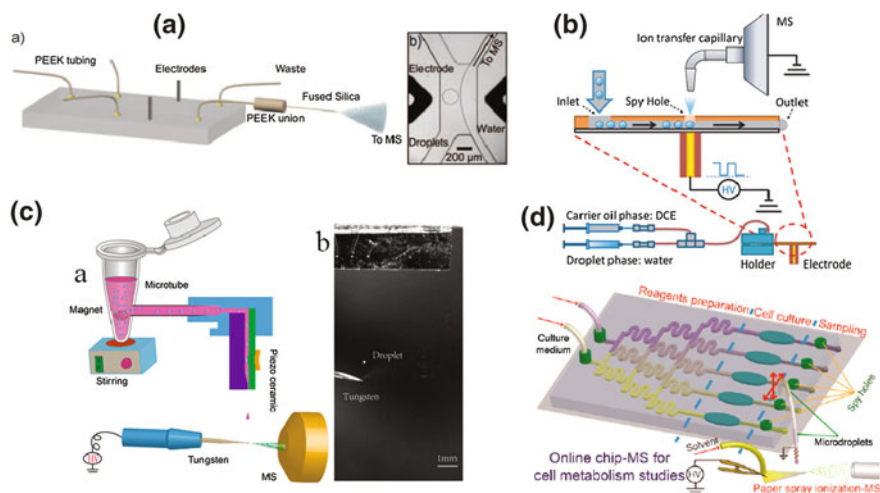 (a)
a)
PEEK tubing
Electrodes
Waste
Fused Silica
PEEK union
To MS
b)
Electrode
To MS
Droplets
Water
200 μm
(b)
MS
Ion transfer capillary
Inlet
Spy Hole
Outlet
HV
Carrier oil phase: DCE
Droplet phase: water
Holder
Electrode
(c)
a
Microtube
Magnet
Stirring
Piezo ceramic
HV
Tungsten
MS
b
Droplet
Tungsten
1mm
(d)
Reagents preparation
Cell culture
Sampling
Culture
medium
Spy holes
Microdroplets
Solvent
Online chip-MS for
cell metabolism studies
HV
Paper spray ionization-MS